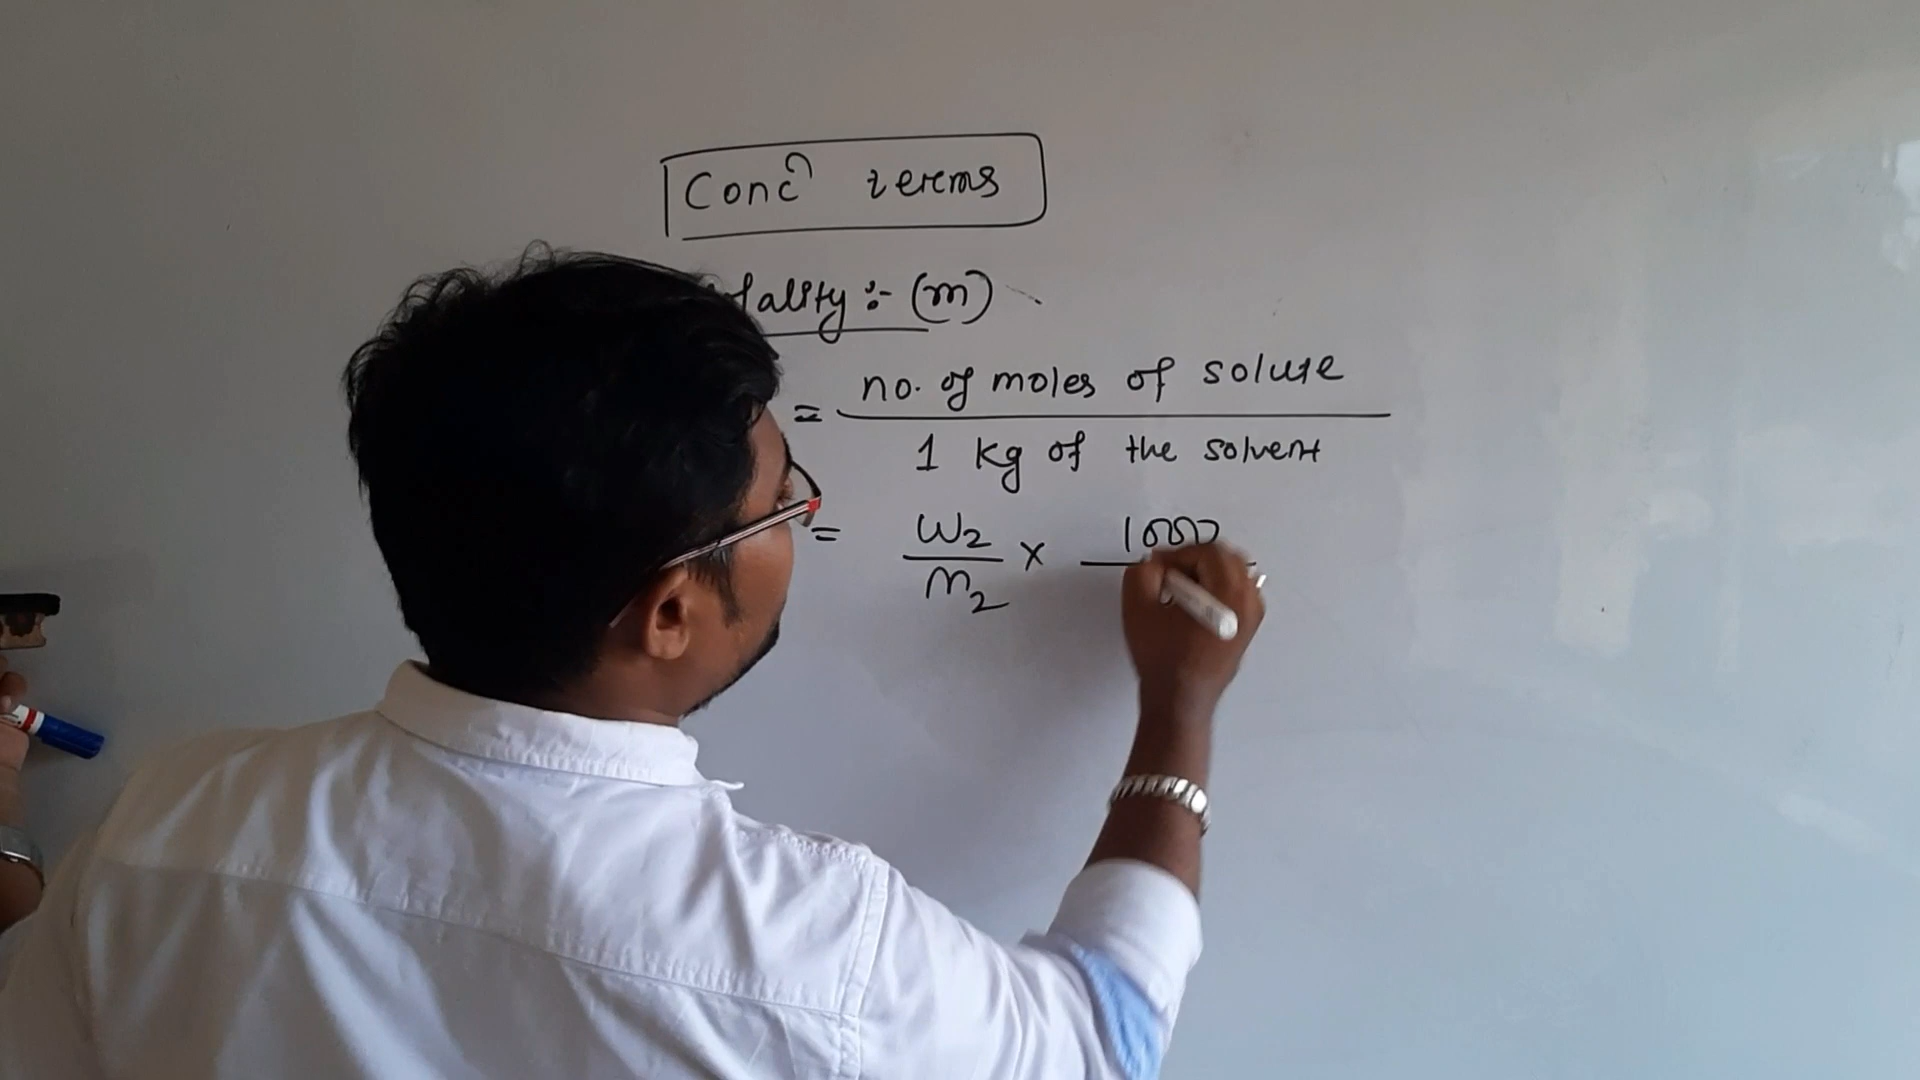 Concⁿ terms
lality :- (m)
= no. of moles of solute
1 kg of the solvent
= w₂ × 1000
m₂